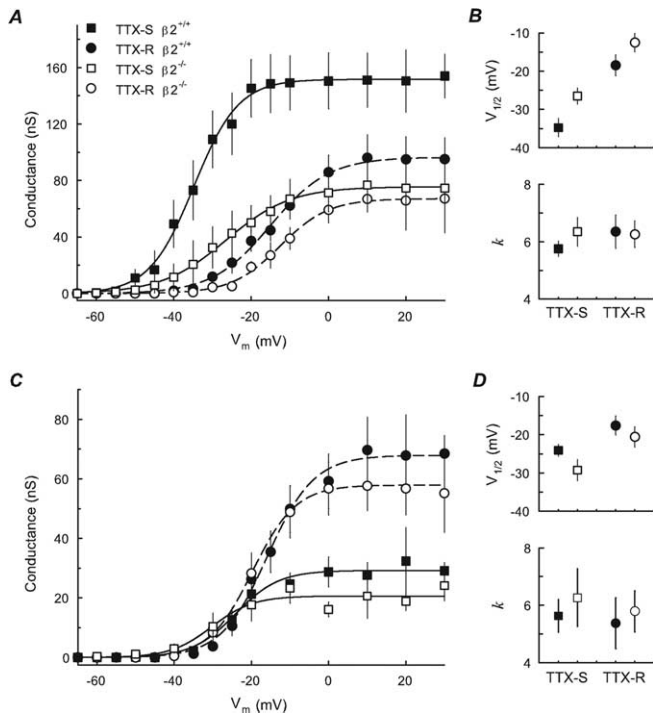 A
TTX-S β2+/+
TTX-R β2+/+
TTX-S β2-/-
TTX-R β2-/-
Conductance (nS)
160
120
80
40
0
-60 -40 -20 0 20
Vm (mV)
B
V1/2 (mV)
-10
-20
-30
-40
k
8
6
4
TTX-S TTX-R
C
Conductance (nS)
80
60
40
20
0
-60 -40 -20 0 20
Vm (mV)
D
V1/2 (mV)
-10
-20
-30
-40
k
8
6
4
TTX-S TTX-R